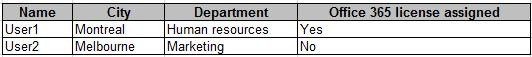 Name City Department Office 365 license assigned
User1 Montreal Human resources Yes
User2 Melbourne Marketing No